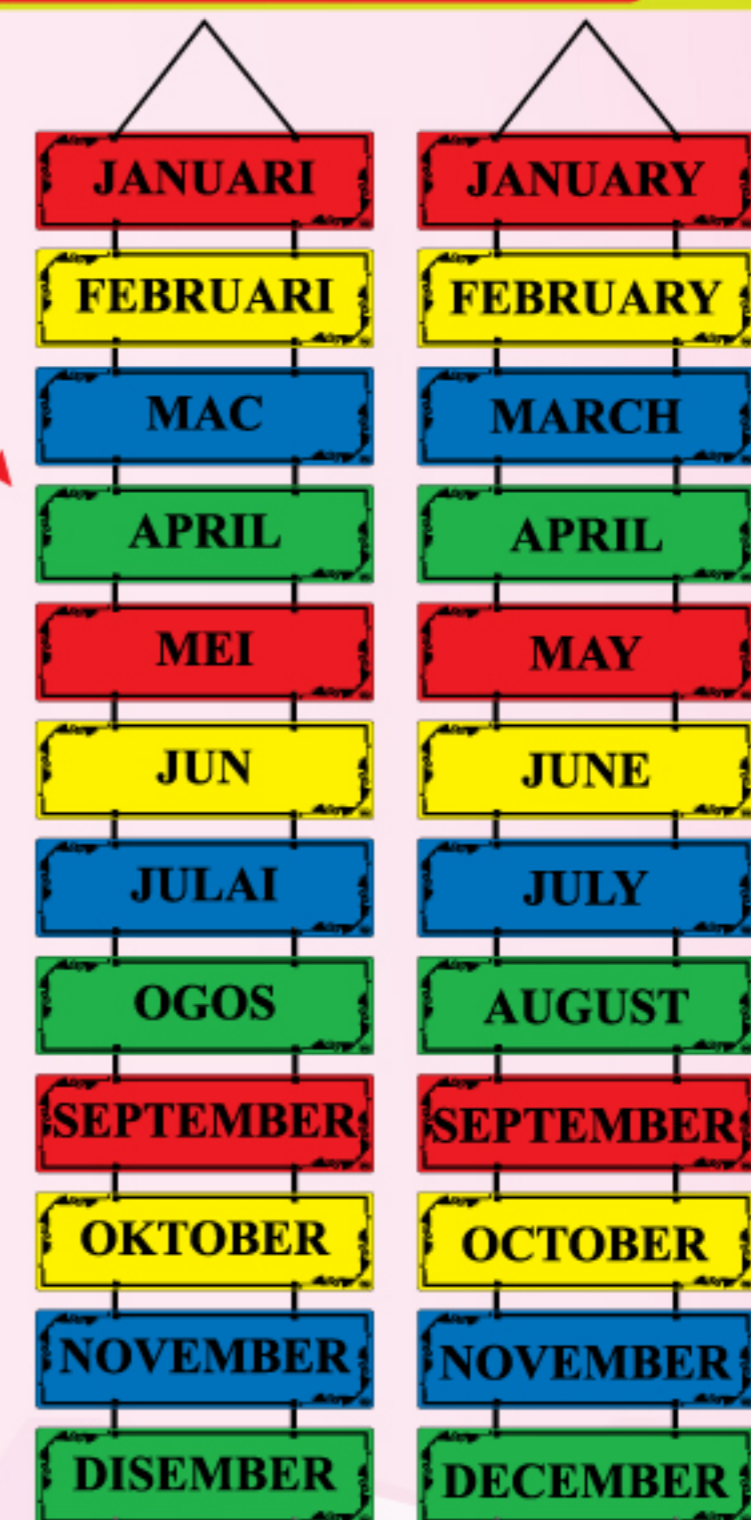 JANUARI
FEBRUARI
MAC
APRIL
MEI
JUN
JULAI
OGOS
SEPTEMBER
OKTOBER
NOVEMBER
DISEMBER
JANUARY
FEBRUARY
MARCH
APRIL
MAY
JUNE
JULY
AUGUST
SEPTEMBER
OCTOBER
NOVEMBER
DECEMBER